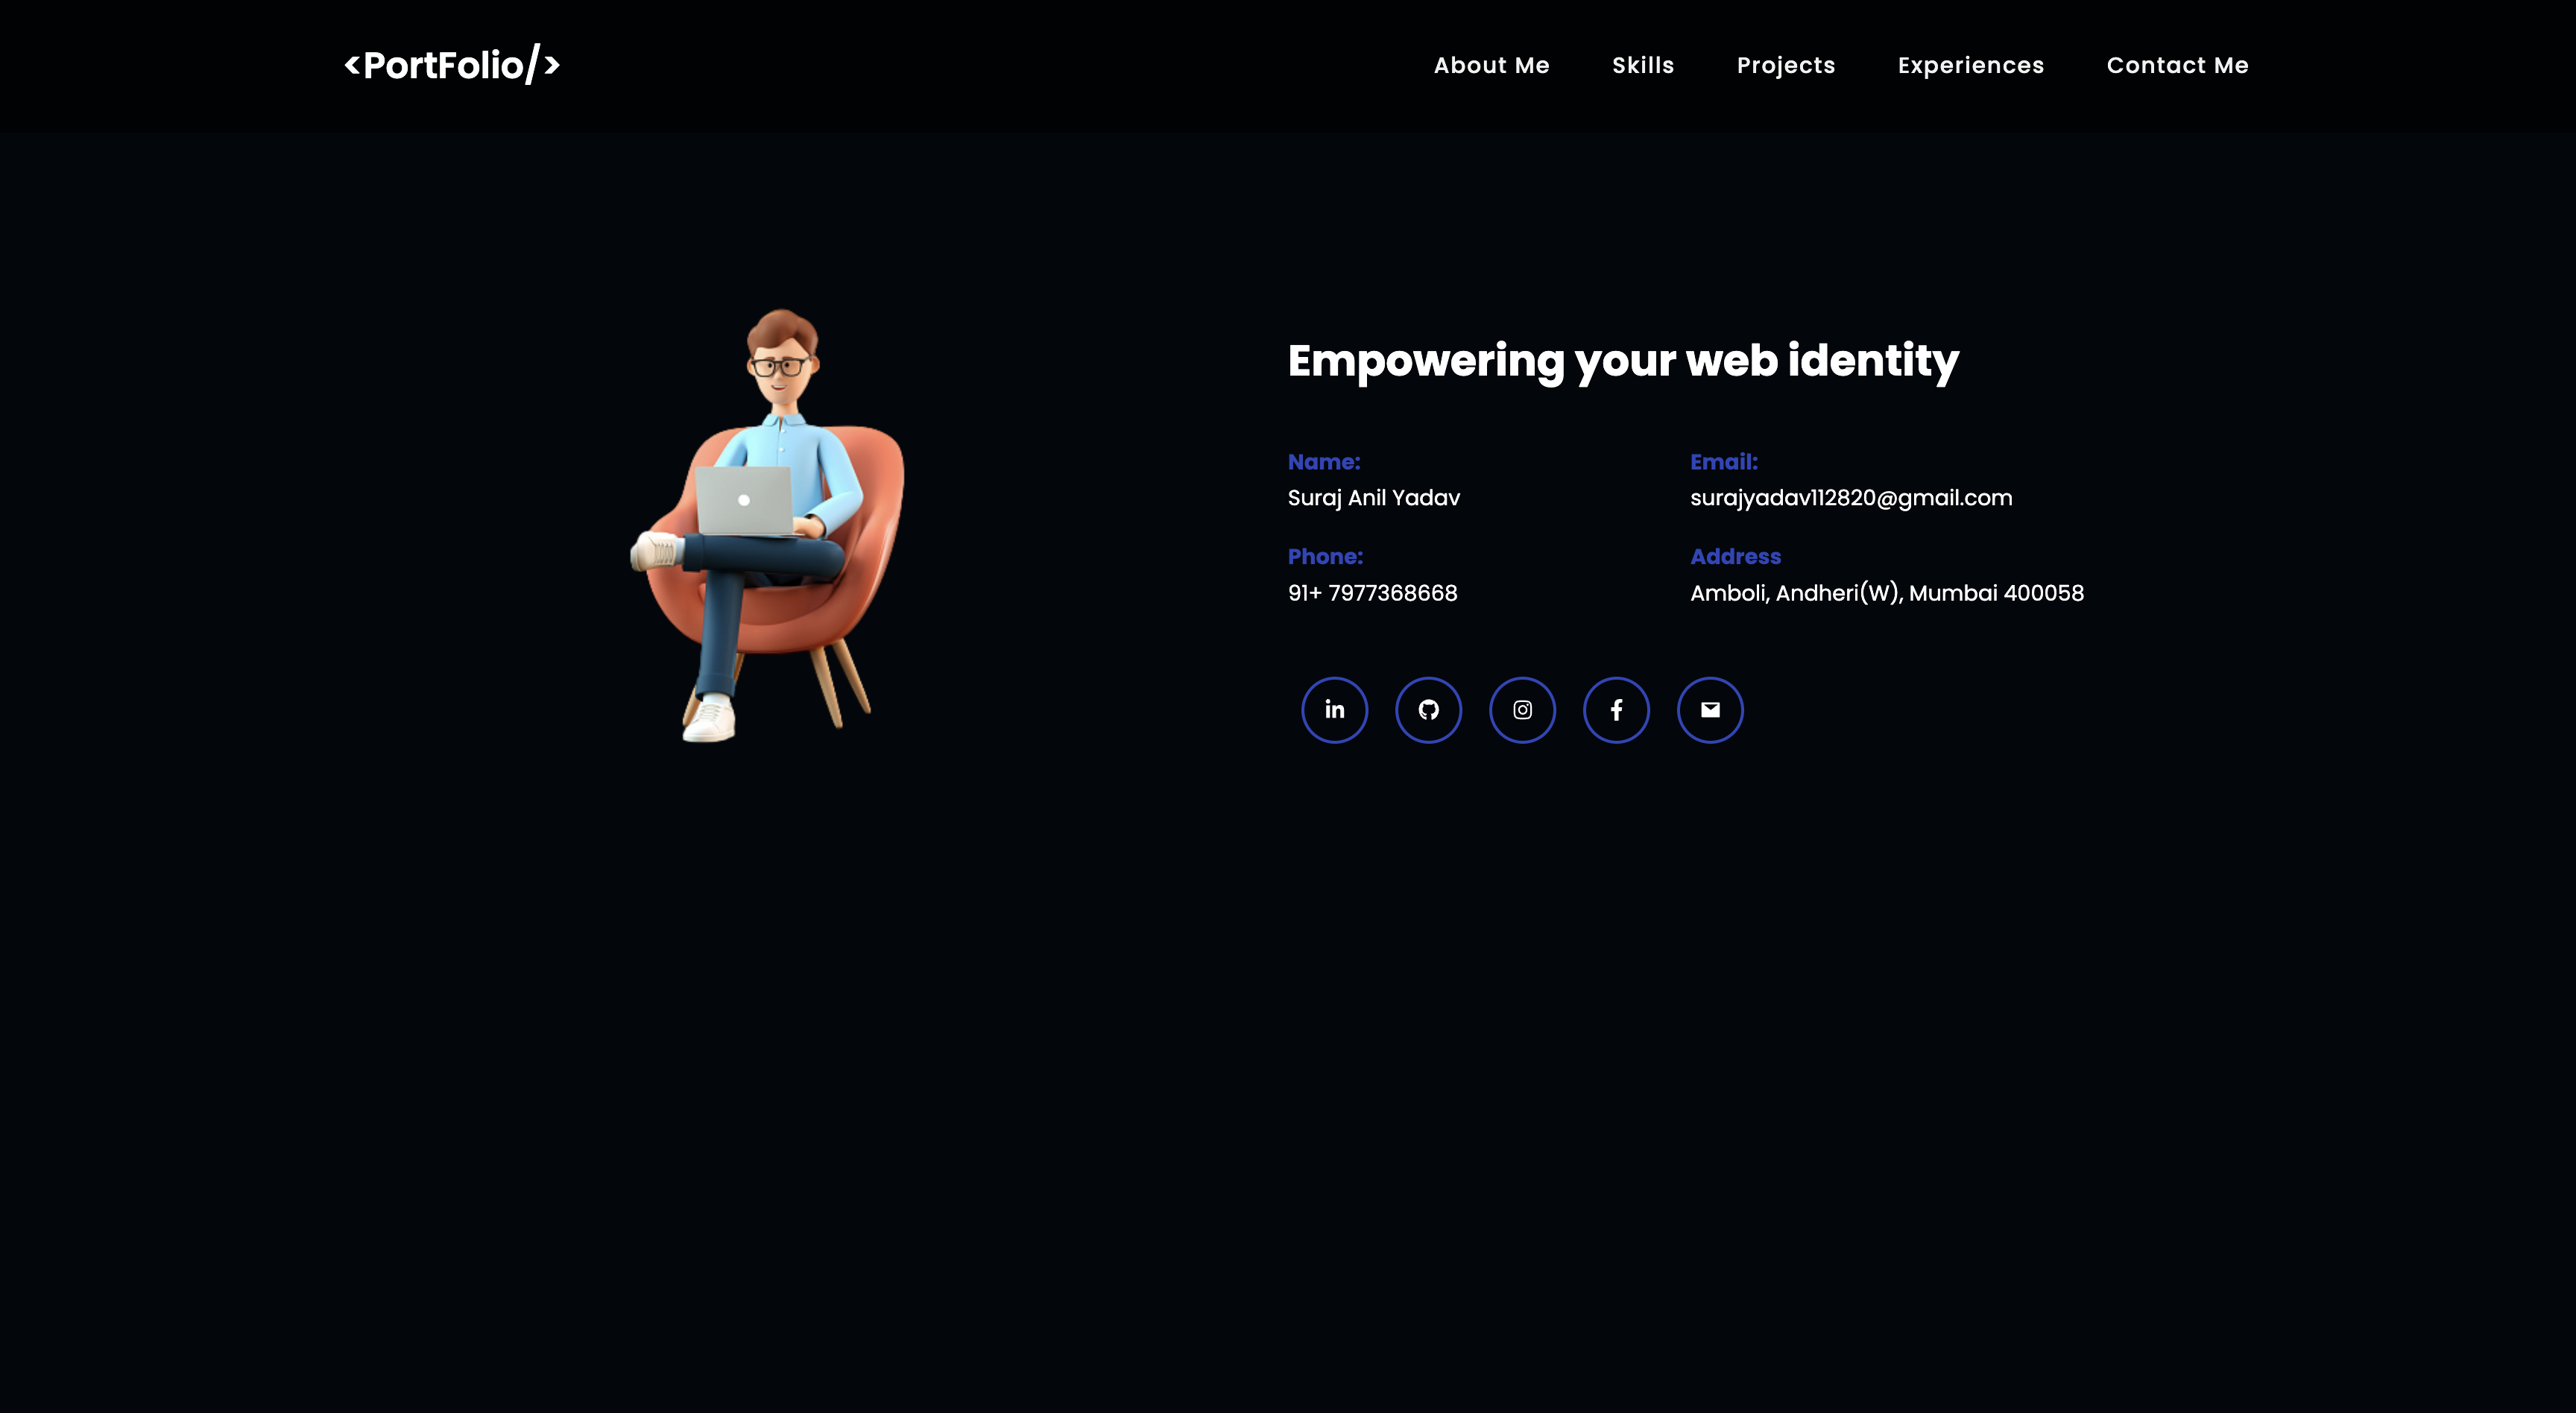 <PortFolio/>
About Me Skills Projects Experiences Contact Me
Empowering your web identity
Name:
Suraj Anil Yadav
Email:
surajyadav112820@gmail.com
Phone:
91+ 7977368668
Address
Amboli, Andheri(W), Mumbai 400058